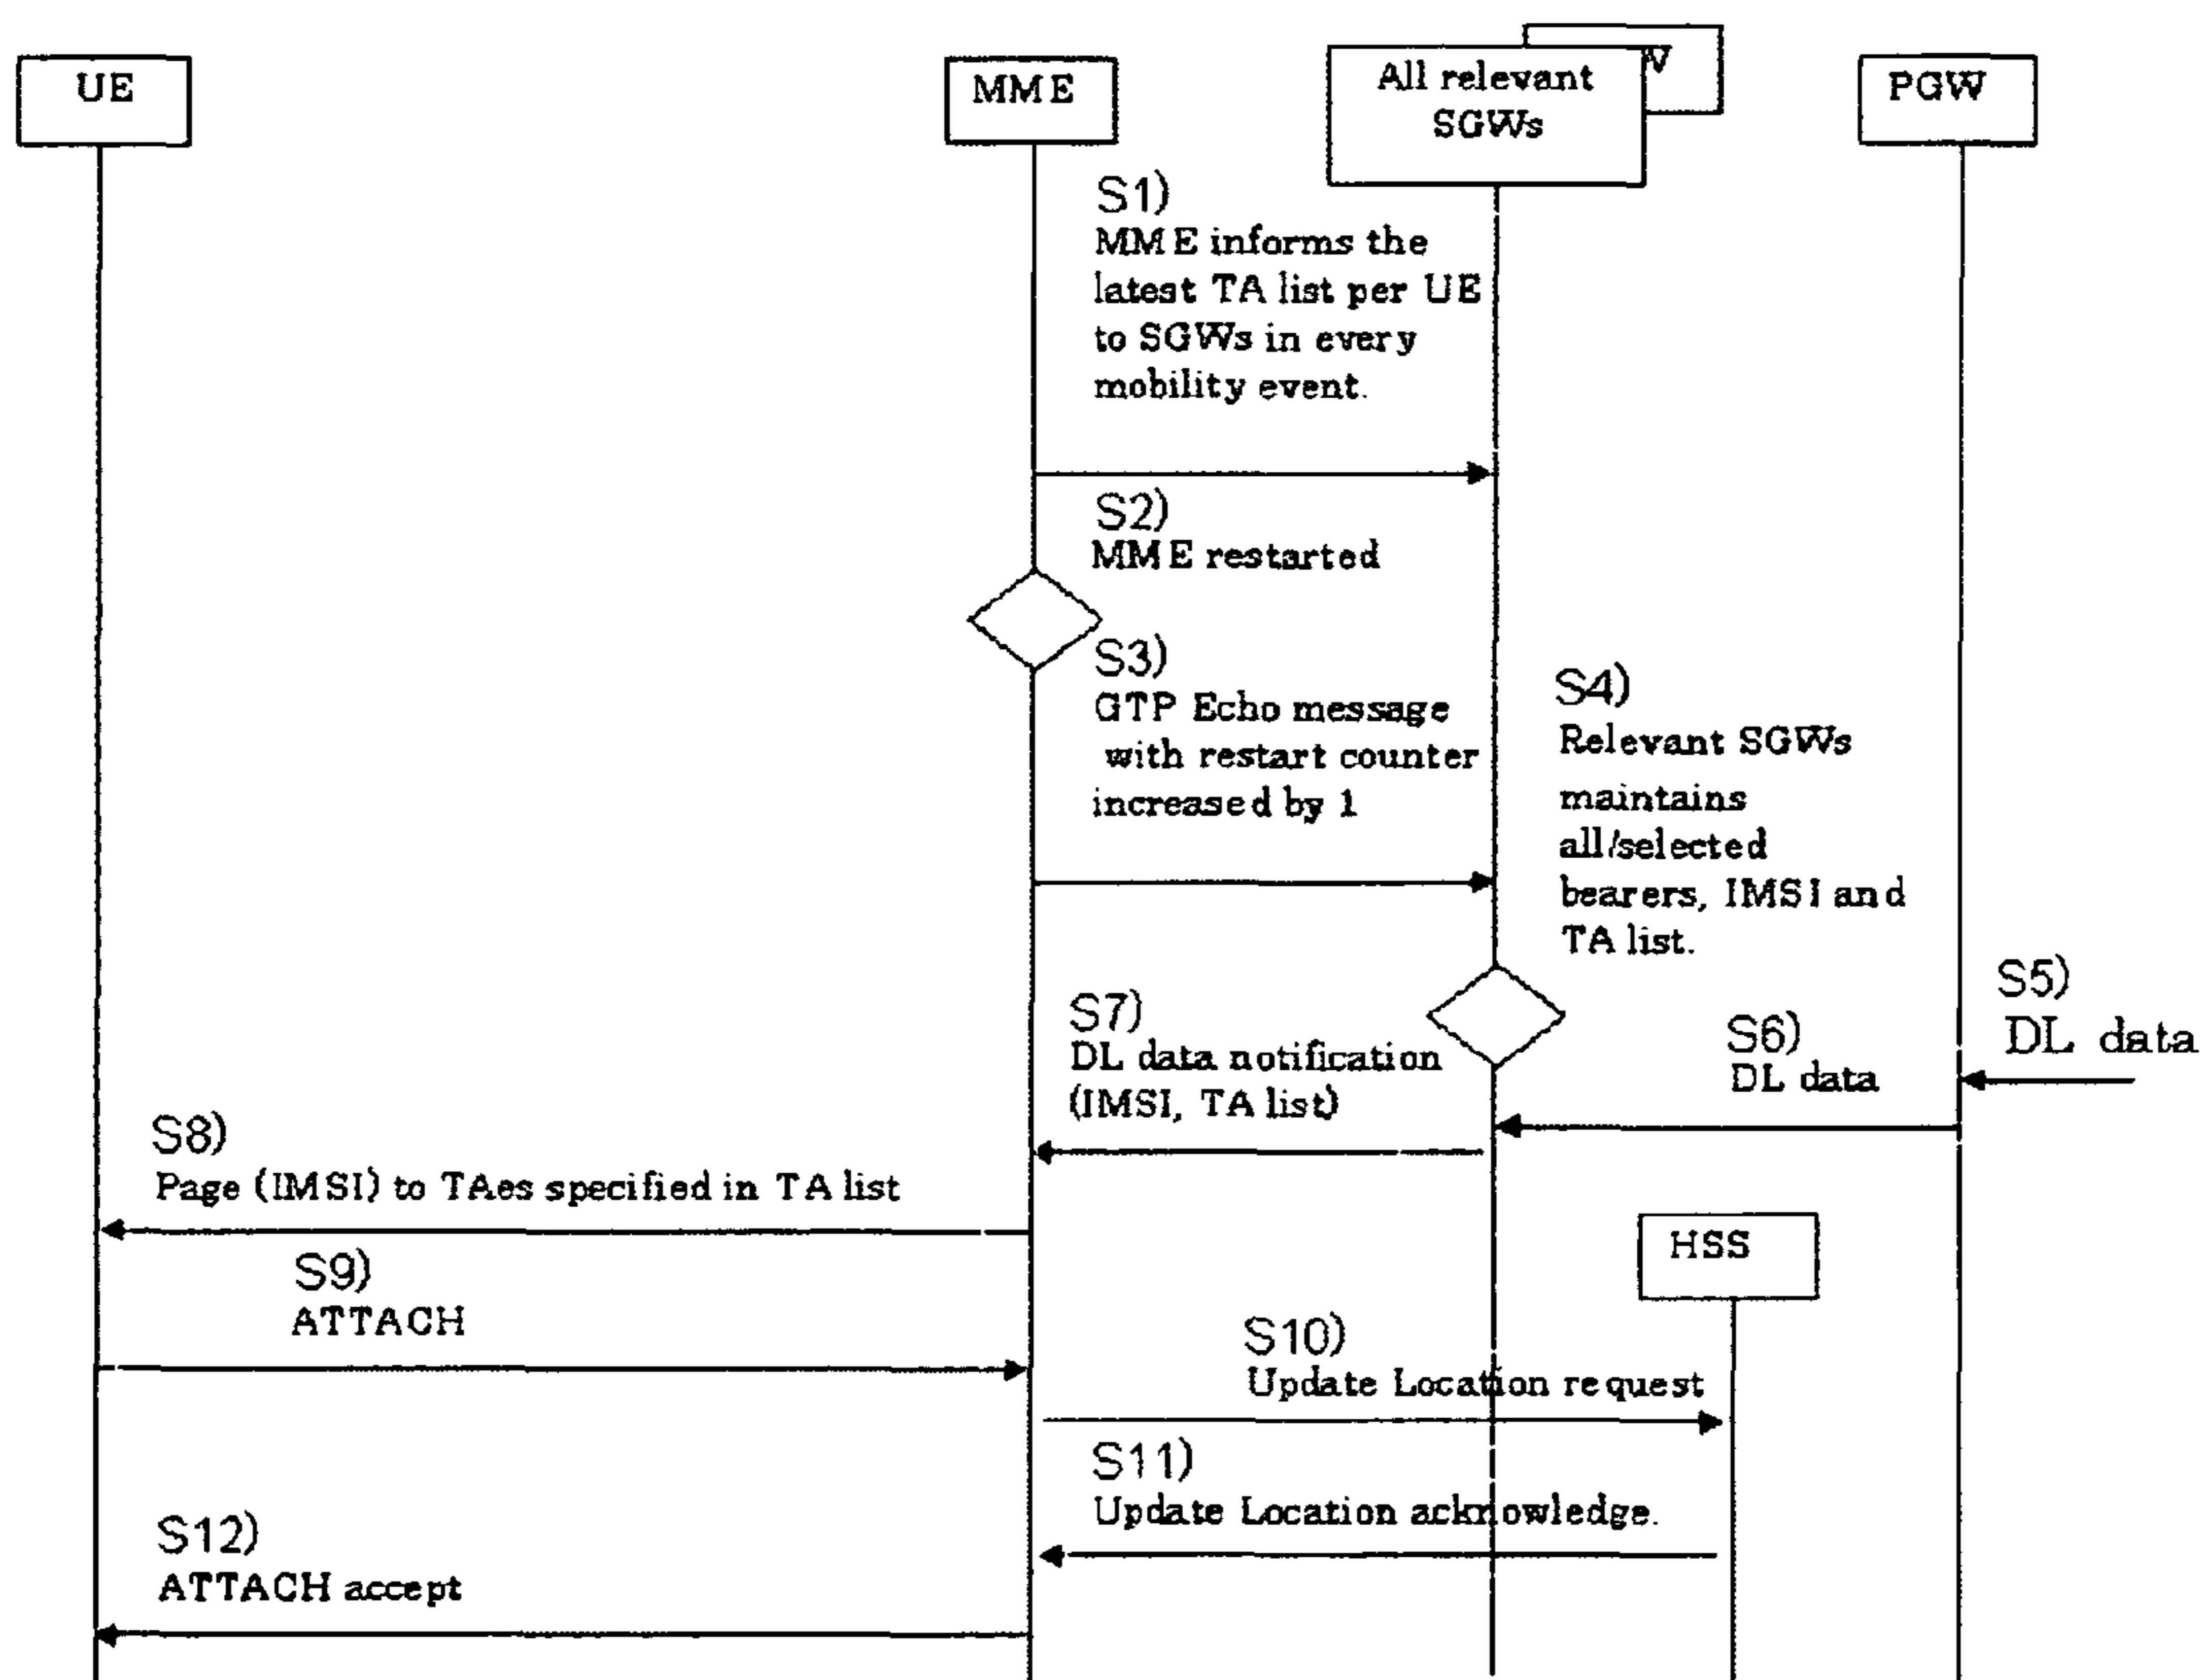 UE
MME
All relevant
SGWs
W
PGW
S1)
MME informs the
latest TA list per UE
to SGWs in every
mobility event.
S2)
MME restarted
S3)
GTP Echo message
with restart counter
increased by 1
S4)
Relevant SGWs
maintains
all/selected
bearers, IMSI and
TA list.
S5)
DL data
S6)
DL data
S7)
DL data notification
(IMSI, TA list)
S8)
Page (IMSI) to TAes specified in TA list
HSS
S9)
ATTACH
S10)
Update Location request
S11)
Update Location acknowledge.
S12)
ATTACH accept